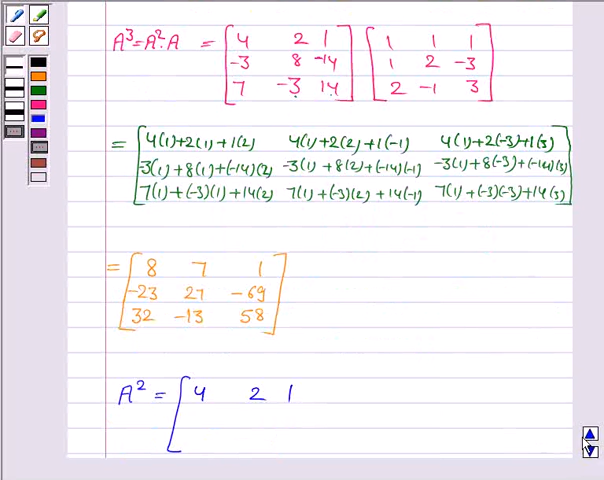 A³=A²·A = [4 2 1 [1 1 1
-3 8 -14 1 2 -3
7 -3 14] 2 -1 3]
= [4(1)+2(1)+1(2) 4(1)+2(2)+1(-1) 4(1)+2(-3)+1(3)
-3(1)+8(1)+(-14)(2) -3(1)+8(2)+(-14)(-1) -3(1)+8(-3)+(-14)(3)
7(1)+(-3)(1)+14(2) 7(1)+(-3)(2)+14(-1) 7(1)+(-3)(-3)+14(3)]
= [8 7 1
-23 27 -69
32 -13 58]
A² = [4 2 1